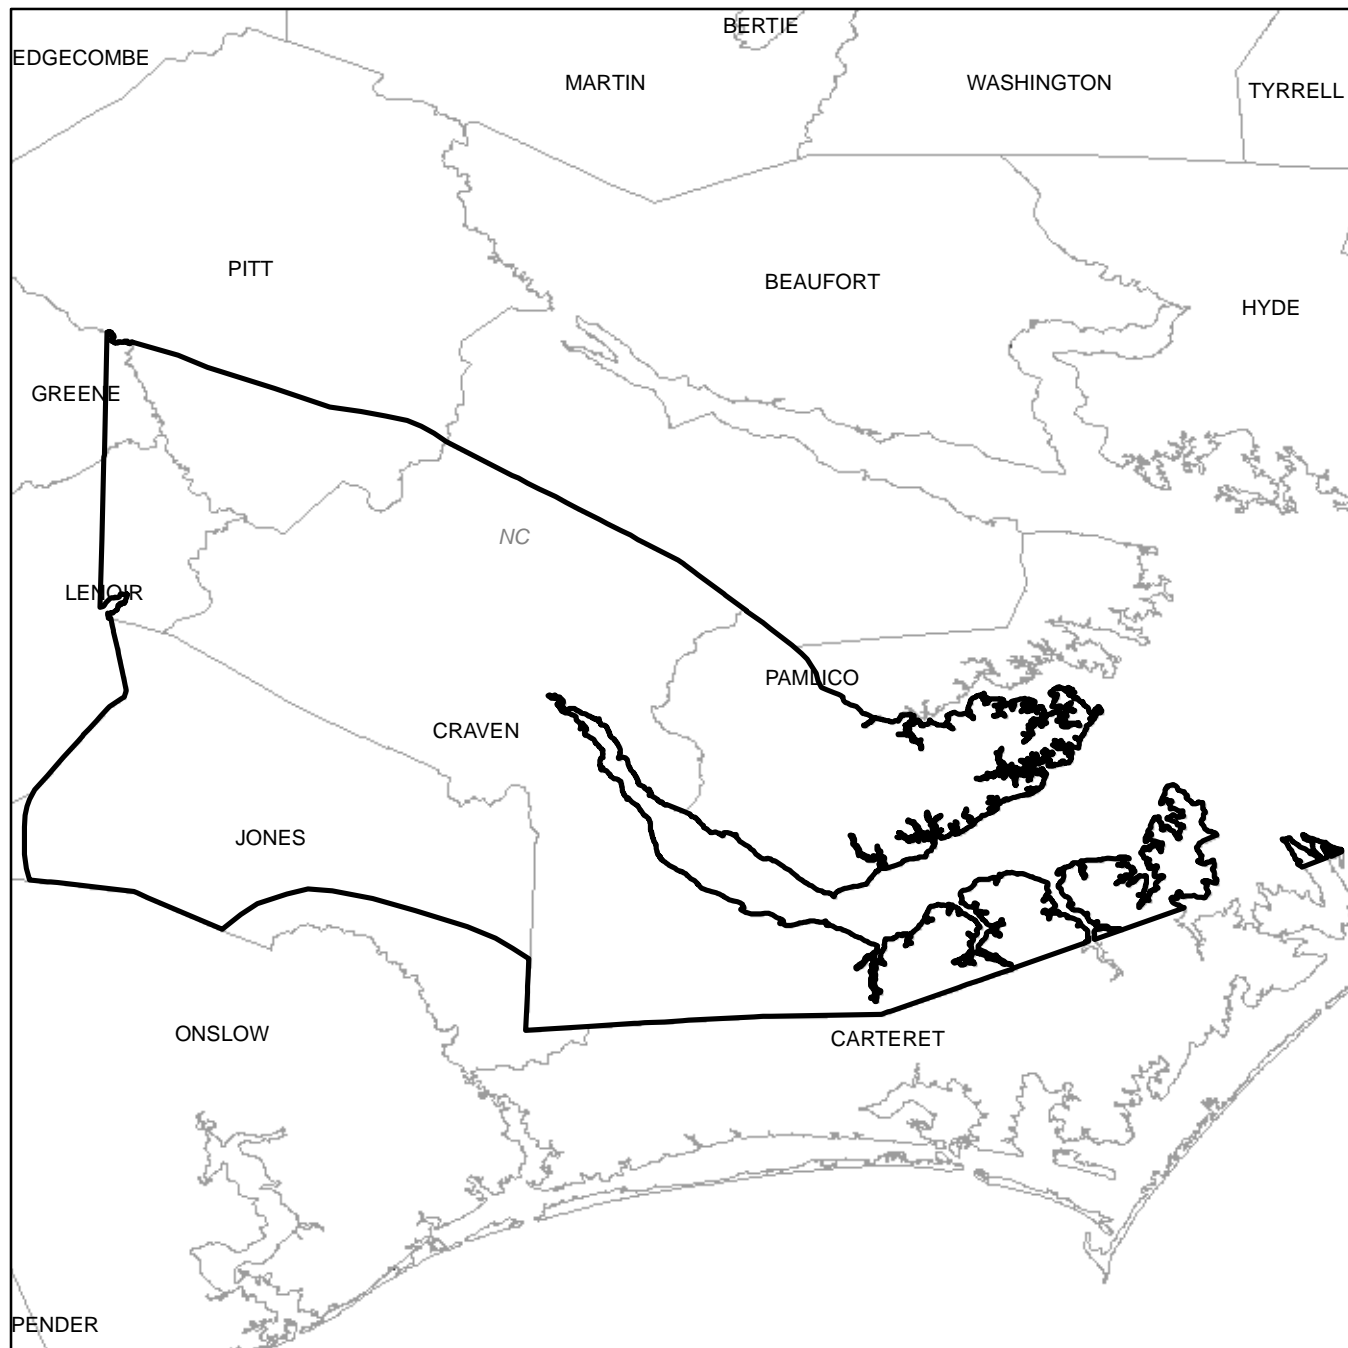 BERTIE
EDGECOMBE
MARTIN
WASHINGTON
TYRRELL
PITT
BEAUFORT
HYDE
GREENE
NC
LENOIR
PAMLICO
CRAVEN
JONES
ONSLOW
CARTERET
PENDER